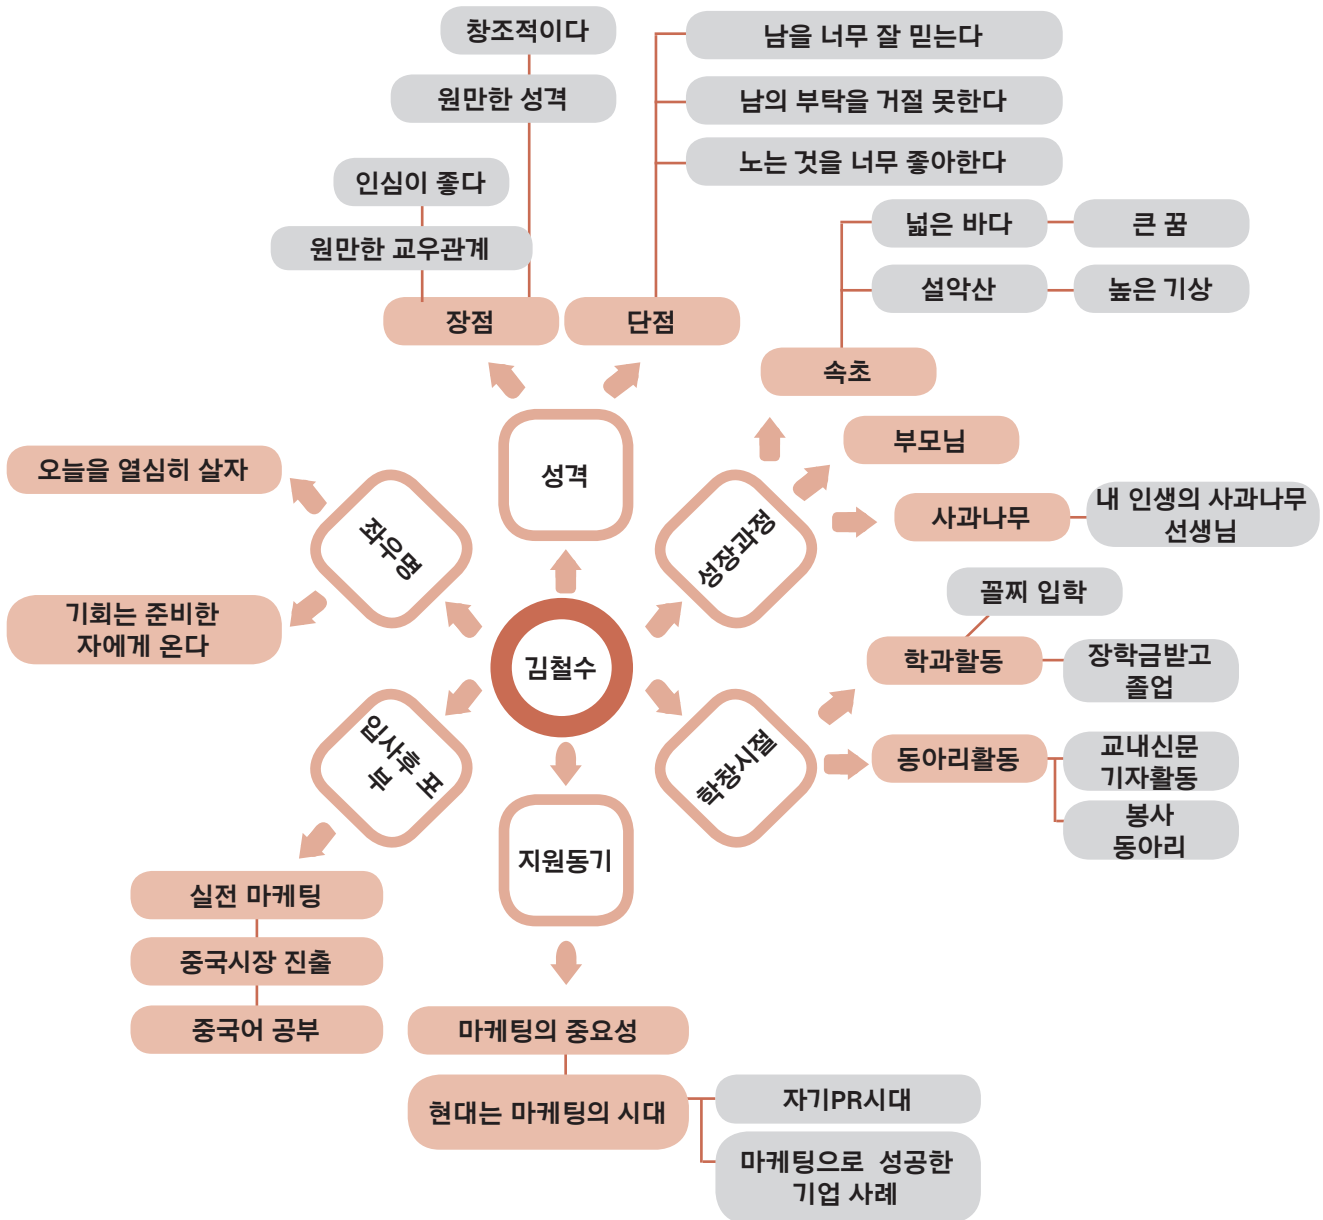 창조적이다
원만한 성격
인심이 좋다
원만한 교우관계
장점
남을 너무 잘 믿는다
남의 부탁을 거절 못한다
노는 것을 너무 좋아한다
단점
넓은 바다
큰 꿈
설악산
높은 기상
속초
부모님
사과나무
내 인생의 사과나무
선생님
성격
성장과정
좌우명
오늘을 열심히 살자
기회는 준비한
자에게 온다
김철수
꼴찌 입학
학과할동
장학금받고
졸업
학창시절
동아리활동
교내신문
기자활동
봉사
동아리
입사후 포
부
실전 마케팅
중국시장 진출
중국어 공부
지원동기
마케팅의 중요성
현대는 마케팅의 시대
자기PR시대
마케팅으로 성공한
기업 사례